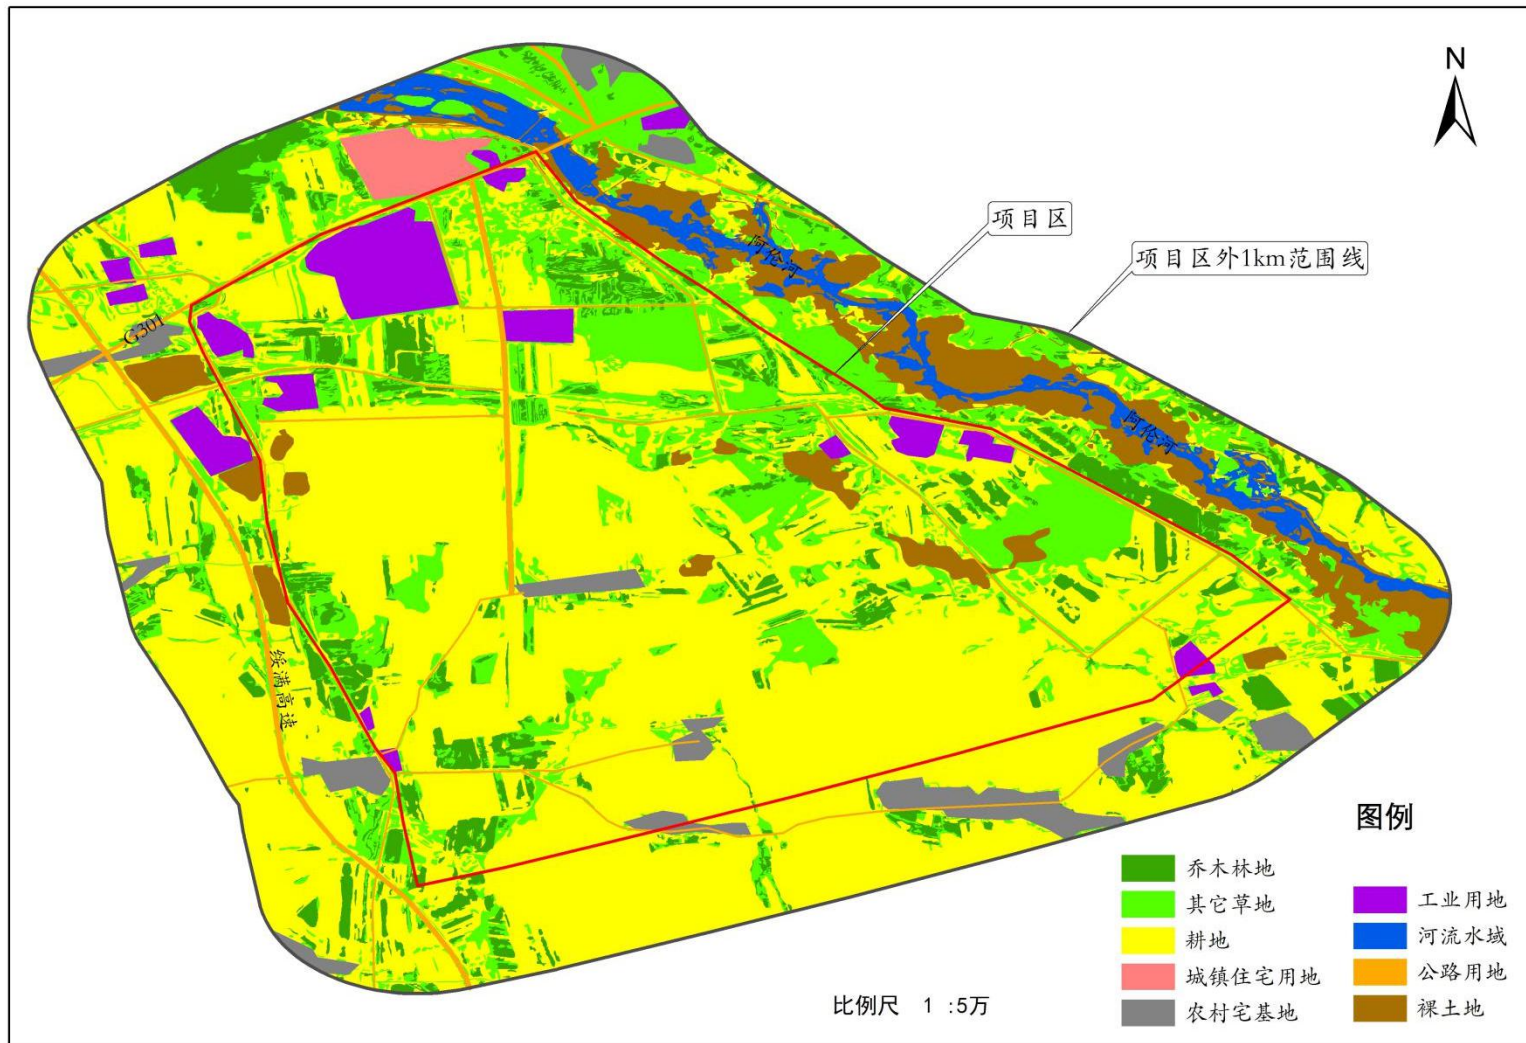 N
项目区
项目区外1km范围线
阿伦河
阿伦河
G301
绥满高速
图例
乔木林地
其它草地
耕地
城镇住宅用地
农村宅基地
工业用地
河流水域
公路用地
裸土地
比例尺 1 :5万